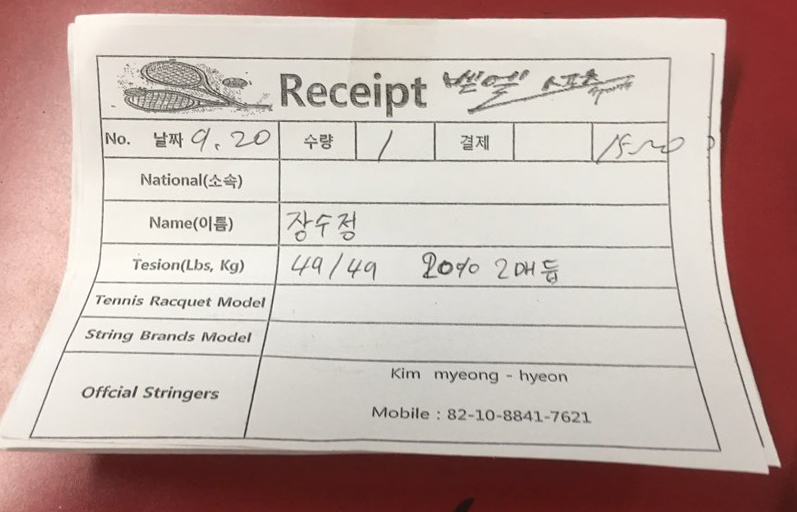 Receipt 벧엘 스포츠
No. 날짜 9.20 수량 1 결제
National(소속)
Name(이름) 장수정
Tesion(Lbs, Kg) 49/49 20% 2매듭
Tennis Racquet Model
String Brands Model
Offcial Stringers Kim myeong - hyeon
Mobile : 82-10-8841-7621